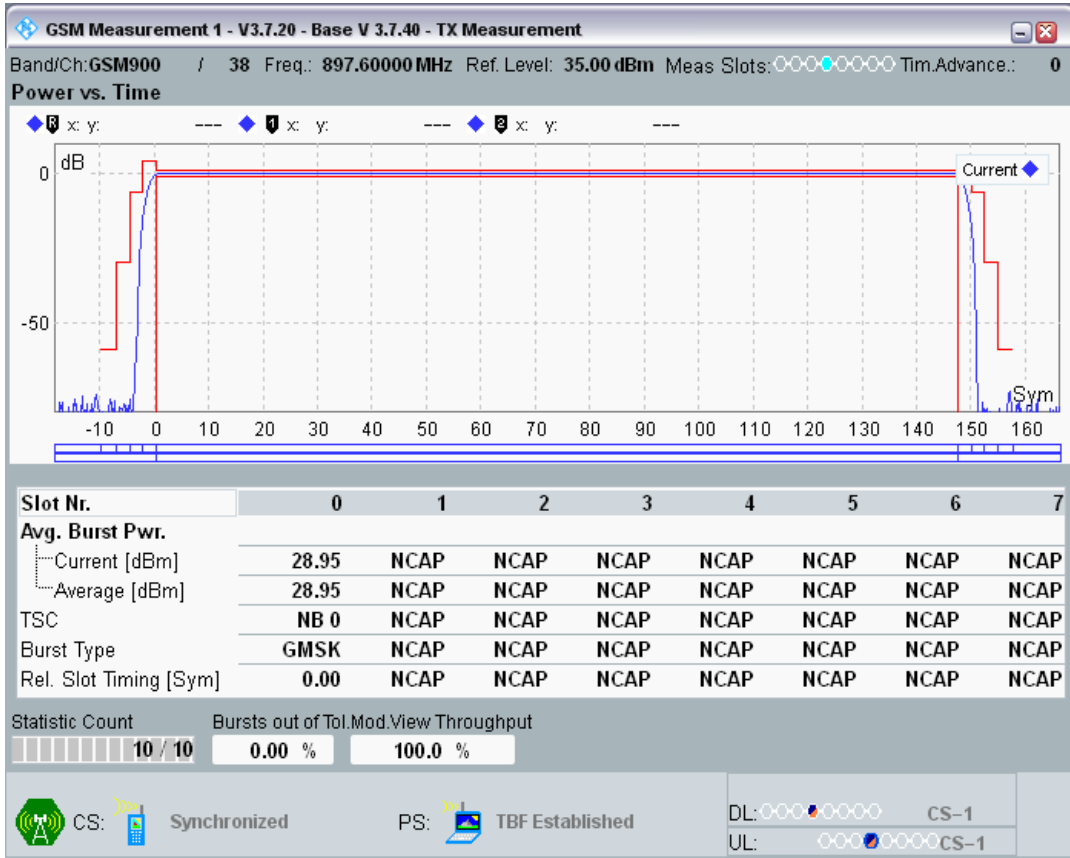 GSM Measurement 1 - V3.7.20 - Base V 3.7.40 - TX Measurement
Band/Ch:GSM900 / 38 Freq.: 897.60000 MHz Ref. Level: 35.00 dBm Meas Slots: Tim.Advance.: 0
Power vs. Time
R x: y: --- 1 x: y: --- 2 x: y: ---
dB
0
Current
-50
Sym
-10 0 10 20 30 40 50 60 70 80 90 100 110 120 130 140 150 160
Slot Nr. 0 1 2 3 4 5 6 7
Avg. Burst Pwr.
Current [dBm] 28.95 NCAP NCAP NCAP NCAP NCAP NCAP NCAP
Average [dBm] 28.95 NCAP NCAP NCAP NCAP NCAP NCAP NCAP
TSC NB 0 NCAP NCAP NCAP NCAP NCAP NCAP NCAP
Burst Type GMSK NCAP NCAP NCAP NCAP NCAP NCAP NCAP
Rel. Slot Timing [Sym] 0.00 NCAP NCAP NCAP NCAP NCAP NCAP NCAP
Statistic Count Bursts out of Tol. Mod.View Throughput
10 / 10 0.00 % 100.0 %
CS: Synchronized PS: TBF Established
DL: CS-1
UL: CS-1